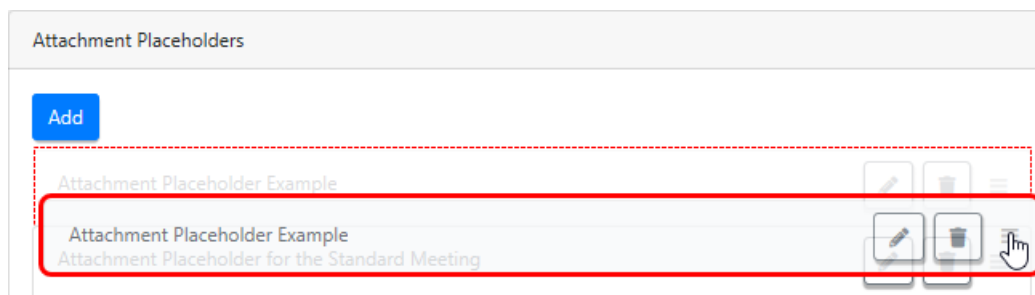 Attachment Placeholders
Add
Attachment Placeholder Example
Attachment Placeholder Example
Attachment Placeholder for the Standard Meeting